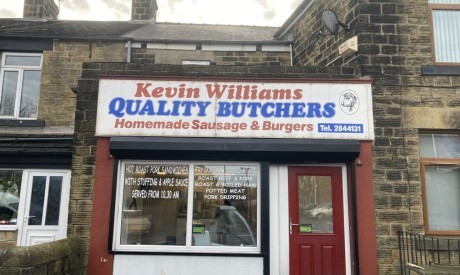 Kevin Williams
QUALITY BUTCHERS
Homemade Sausage & Burgers
Tel. 2844131
HOT ROAST PORK SANDWICHES
WITH STUFFING & APPLE SAUCE
SERVED FROM 10.30 AM
ROAST BEEF & PORK
ROAST & BOILED HAM
POTTED MEAT
PORK DRIPPING